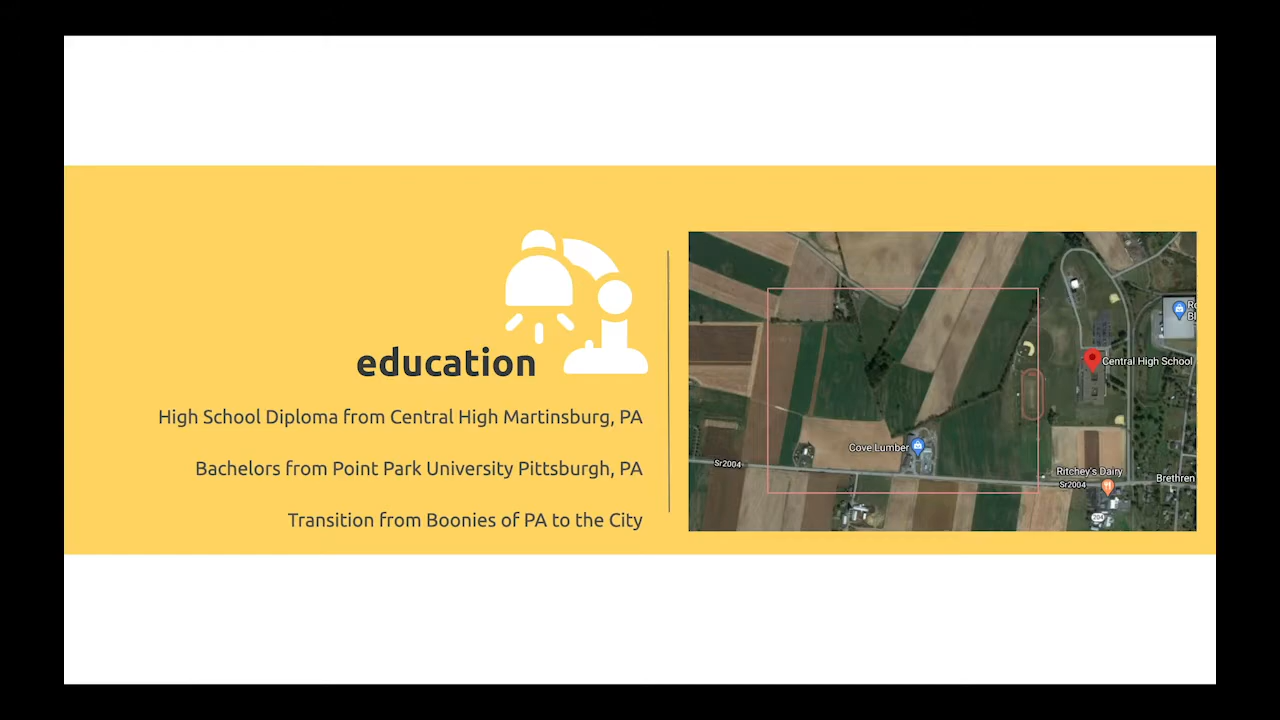 education
High School Diploma from Central High Martinsburg, PA
Bachelors from Point Park University Pittsburgh, PA
Transition from Boonies of PA to the City
Central High School
Cove Lumber
Sr2004
Ritchey's Dairy
Sr2004
Brethren
204